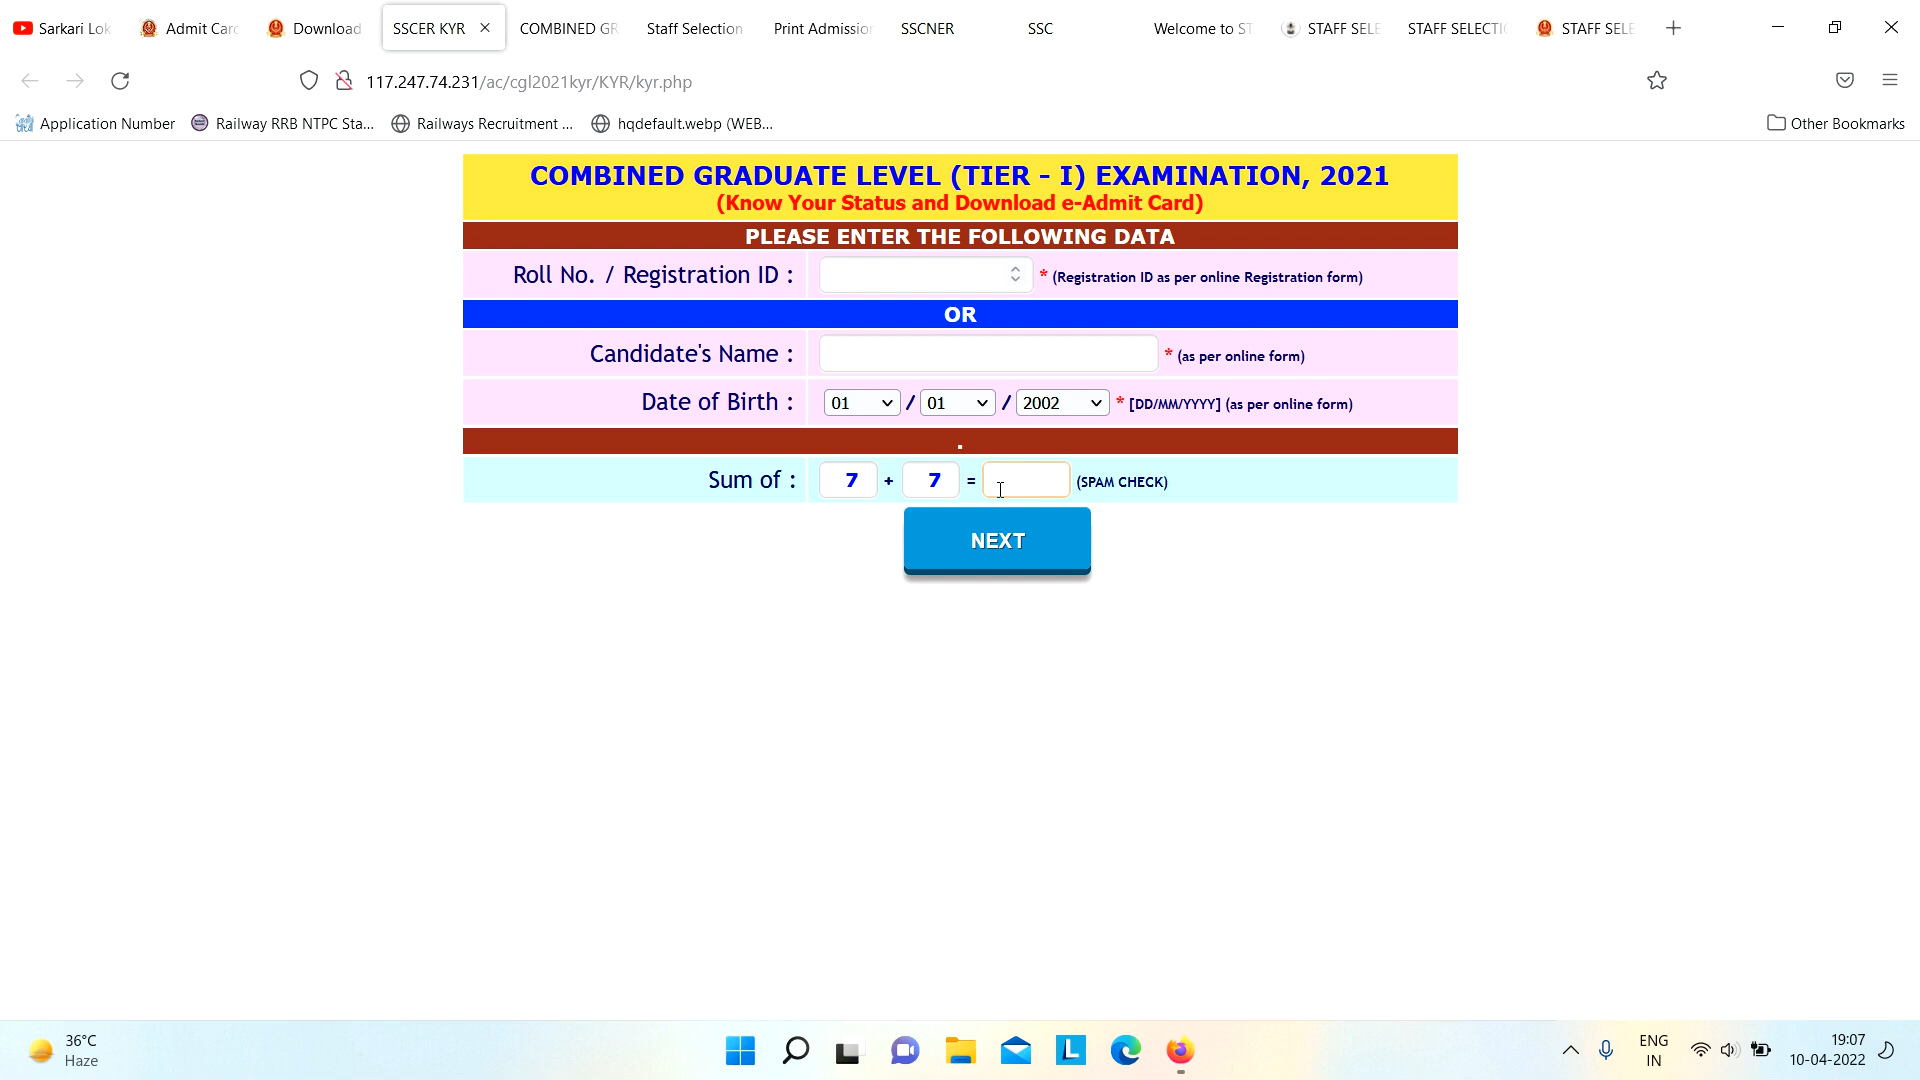 Sarkari Lok Admit Card Download SSCER KYR COMBINED GR Staff Selection Print Admission SSCNER SSC Welcome to ST STAFF SELE STAFF SELECTI STAFF SELE
117.247.74.231/ac/cgl2021kyr/KYR/kyr.php
Application Number Railway RRB NTPC Sta... Railways Recruitment ... hqdefault.webp (WEB... Other Bookmarks
COMBINED GRADUATE LEVEL (TIER - I) EXAMINATION, 2021
(Know Your Status and Download e-Admit Card)
PLEASE ENTER THE FOLLOWING DATA
Roll No. / Registration ID : * (Registration ID as per online Registration form)
OR
Candidate's Name : * (as per online form)
Date of Birth : 01 / 01 / 2002 * [DD/MM/YYYY] (as per online form)
.
Sum of : 7 + 7 = (SPAM CHECK)
NEXT
36°C
Haze
ENG
IN
19:07
10-04-2022